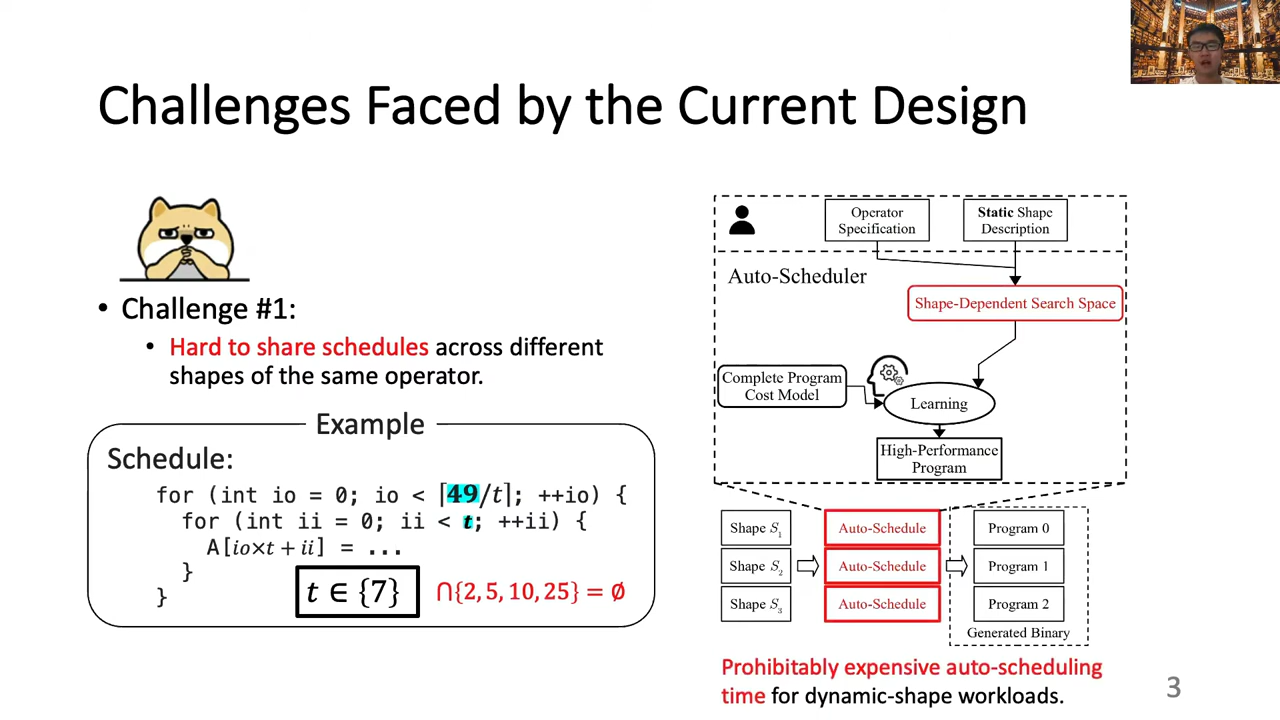 Challenges Faced by the Current Design
• Challenge #1:
• Hard to share schedules across different
shapes of the same operator.
Example
Schedule:
for (int io = 0; io < ⌈49/t⌉; ++io) {
for (int ii = 0; ii < t; ++ii) {
A[io×t + ii] = ...
}
}
t ∈ {7}
∩{2, 5, 10, 25} = ∅
Operator
Specification
Static Shape
Description
Auto-Scheduler
Shape-Dependent Search Space
Complete Program
Cost Model
Learning
High-Performance
Program
Shape S₁
Auto-Schedule
Program 0
Shape S₂
Auto-Schedule
Program 1
Shape S₃
Auto-Schedule
Program 2
Generated Binary
Prohibitably expensive auto-scheduling
time for dynamic-shape workloads.
3